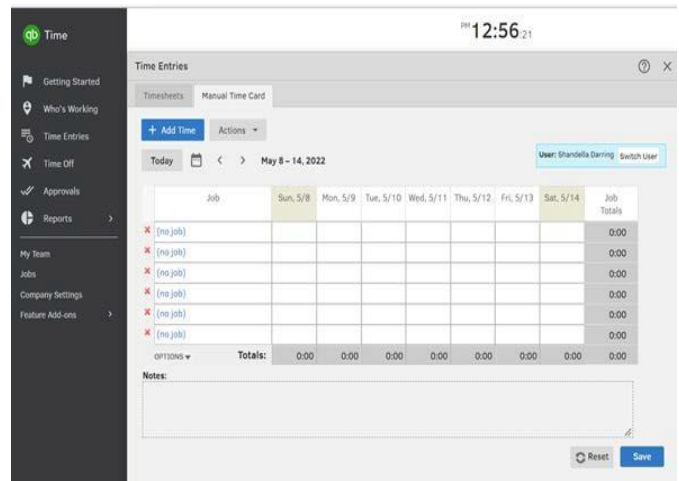 qb Time
PM 12:56:21
Getting Started
Who's Working
Time Entries
Time Off
Approvals
Reports >
My Team
Jobs
Company Settings
Feature Add-ons >
Time Entries
Timesheets Manual Time Card
+ Add Time Actions
Today < > May 8 – 14, 2022
User: Shandella Darring Switch User
Job Sun, 5/8 Mon, 5/9 Tue, 5/10 Wed, 5/11 Thu, 5/12 Fri, 5/13 Sat, 5/14 Job Totals
(no job) 0:00
(no job) 0:00
(no job) 0:00
(no job) 0:00
(no job) 0:00
(no job) 0:00
OPTIONS Totals: 0:00 0:00 0:00 0:00 0:00 0:00 0:00 0:00
Notes:
Reset Save